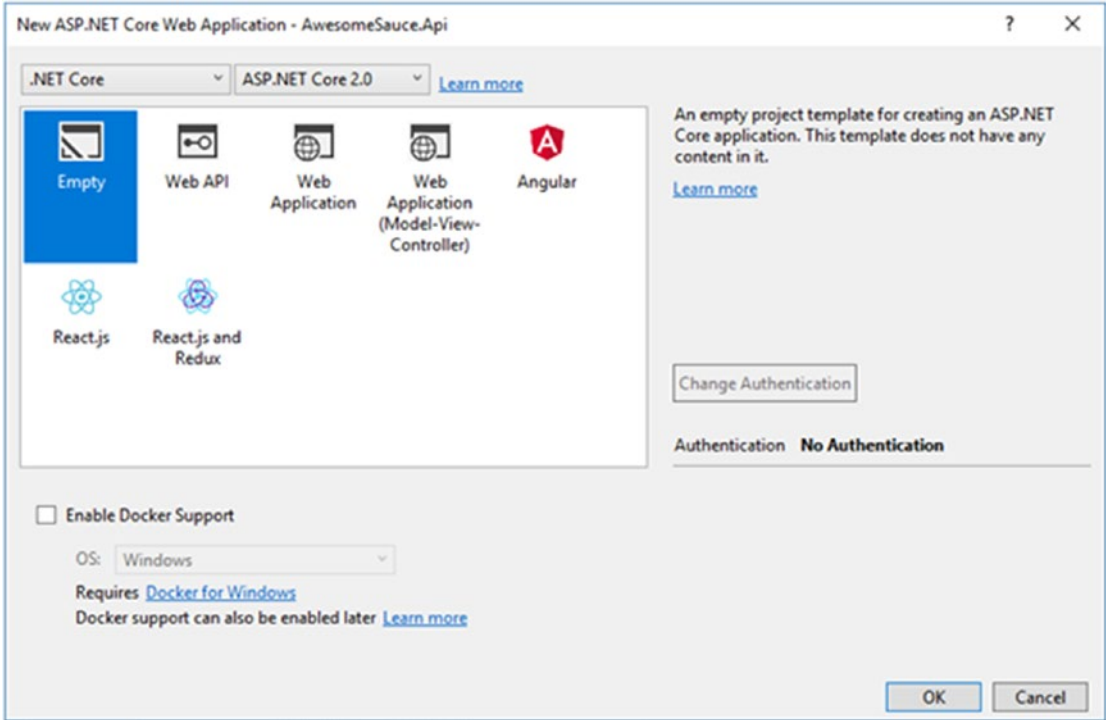 New ASP.NET Core Web Application - AwesomeSauce.Api
?
.NET Core
ASP.NET Core 2.0
Learn more
Empty
Web API
Web
Application
Web
Application
(Model-View-
Controller)
Angular
React.js
React.js and
Redux
An empty project template for creating an ASP.NET
Core application. This template does not have any
content in it.
Learn more
Change Authentication
Authentication No Authentication
Enable Docker Support
OS: Windows
Requires Docker for Windows
Docker support can also be enabled later Learn more
OK
Cancel